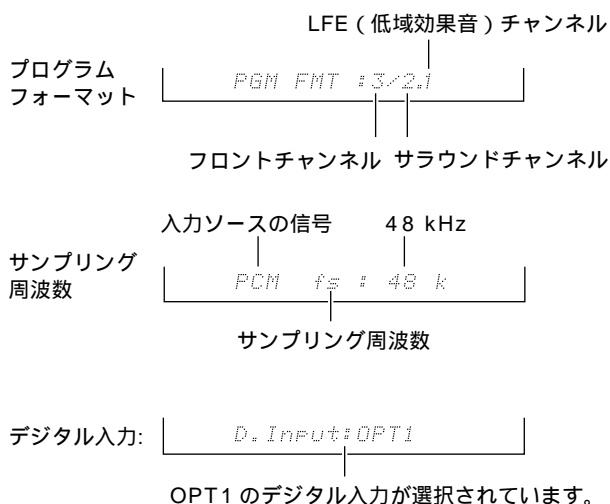 LFE（低域効果音）チャンネル
プログラム
フォーマット
PGM FMT :3/2.1
フロントチャンネル サラウンドチャンネル
入力ソースの信号 48 kHz
サンプリング
周波数
PCM fs : 48 k
サンプリング周波数
デジタル入力:
D.Input:OPT1
OPT1のデジタル入力が選択されています。